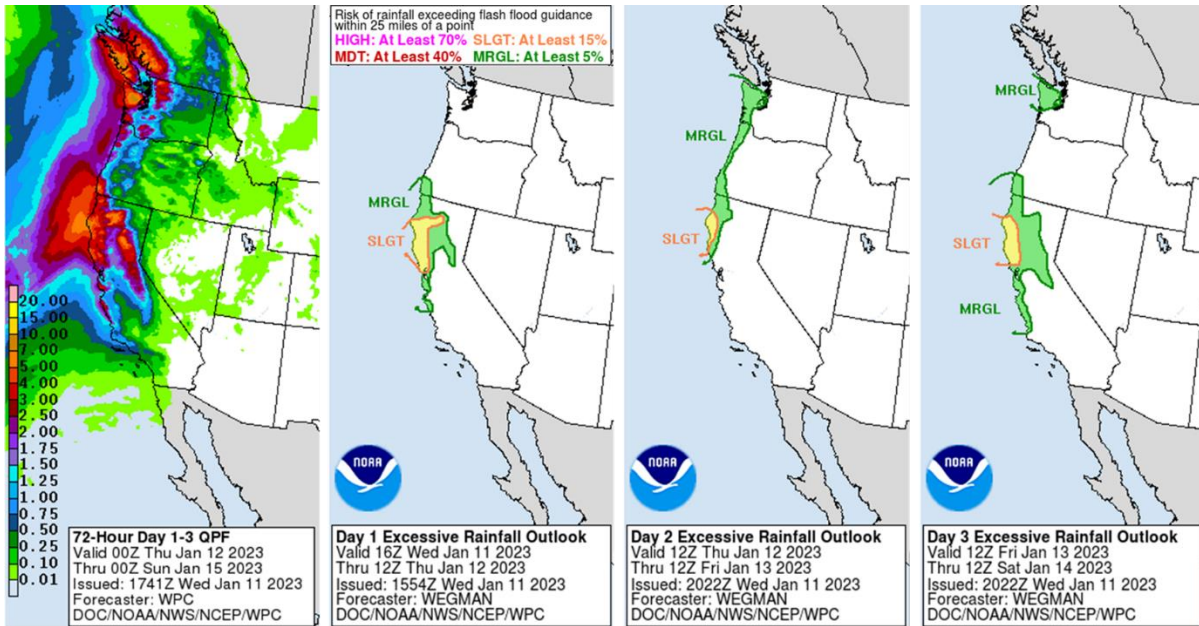 20.00
15.00
10.00
7.00
5.00
4.00
3.00
2.50
2.00
1.75
1.50
1.25
1.00
0.75
0.50
0.25
0.10
0.01
72-Hour Day 1-3 QPF
Valid 00Z Thu Jan 12 2023
Thru 00Z Sun Jan 15 2023
Issued: 1741Z Wed Jan 11 2023
Forecaster: WPC
DOC/NOAA/NWS/NCEP/WPC
Risk of rainfall exceeding flash flood guidance
within 25 miles of a point
HIGH: At Least 70% SLGT: At Least 15%
MDT: At Least 40% MRGL: At Least 5%
MRGL
SLGT
NOAA
Day 1 Excessive Rainfall Outlook
Valid 16Z Wed Jan 11 2023
Thru 12Z Thu Jan 12 2023
Issued: 1554Z Wed Jan 11 2023
Forecaster: WEGMAN
DOC/NOAA/NWS/NCEP/WPC
MRGL
SLGT
NOAA
Day 2 Excessive Rainfall Outlook
Valid 12Z Thu Jan 12 2023
Thru 12Z Fri Jan 13 2023
Issued: 2022Z Wed Jan 11 2023
Forecaster: WEGMAN
DOC/NOAA/NWS/NCEP/WPC
MRGL
SLGT
MRGL
NOAA
Day 3 Excessive Rainfall Outlook
Valid 12Z Fri Jan 13 2023
Thru 12Z Sat Jan 14 2023
Issued: 2022Z Wed Jan 11 2023
Forecaster: WEGMAN
DOC/NOAA/NWS/NCEP/WPC